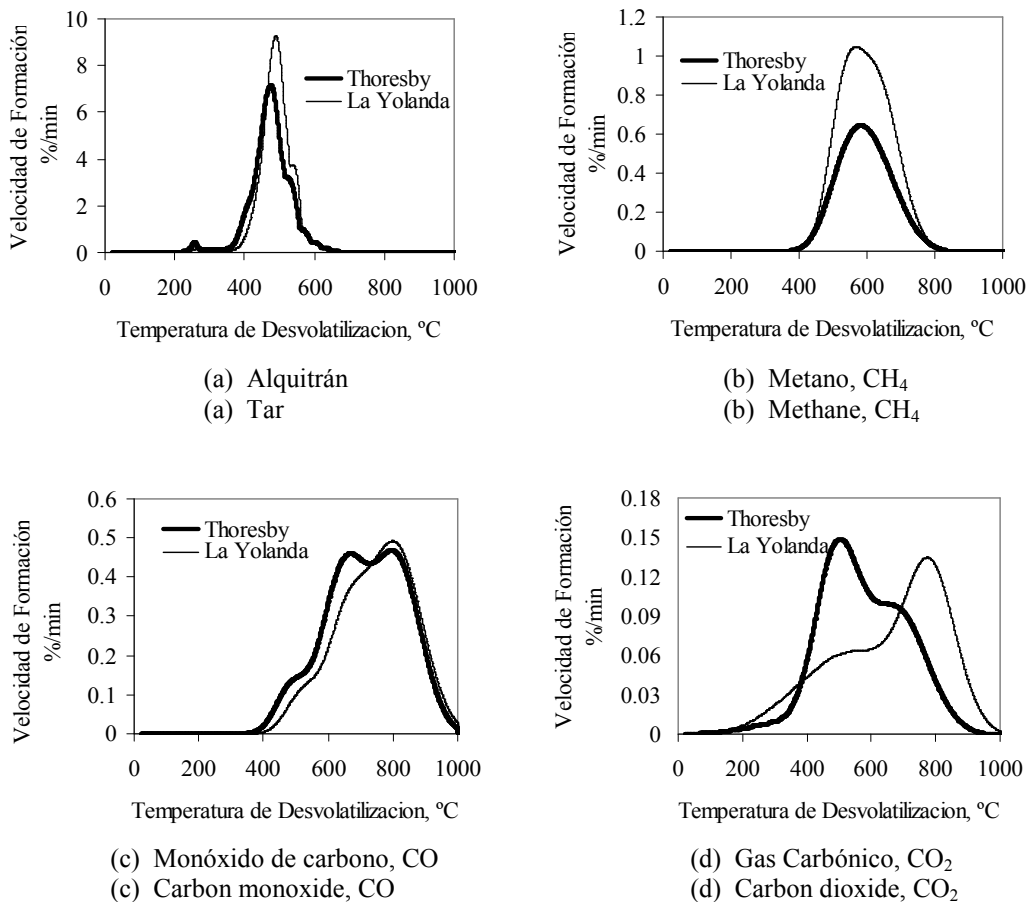 10
8
6
4
2
0
Velocidad de Formación
%/min
Thoresby
La Yolanda
0 200 400 600 800 1000
Temperatura de Desvolatilizacion, ºC
(a) Alquitrán
(a) Tar
1.2
1
0.8
0.6
0.4
0.2
0
Velocidad de Formación
%/min
Thoresby
La Yolanda
0 200 400 600 800 1000
Temperatura de Desvolatilizacion, ºC
(b) Metano, CH4
(b) Methane, CH4
0.6
0.5
0.4
0.3
0.2
0.1
0
Velocidad de Formación
%/min
Thoresby
La Yolanda
0 200 400 600 800 1000
Temperatura de Desvolatilizacion, ºC
(c) Monóxido de carbono, CO
(c) Carbon monoxide, CO
0.18
0.15
0.12
0.09
0.06
0.03
0
Velocidad de Formación
%/min
Thoresby
La Yolanda
0 200 400 600 800 1000
Temperatura de Desvolatilizacion, ºC
(d) Gas Carbónico, CO2
(d) Carbon dioxide, CO2